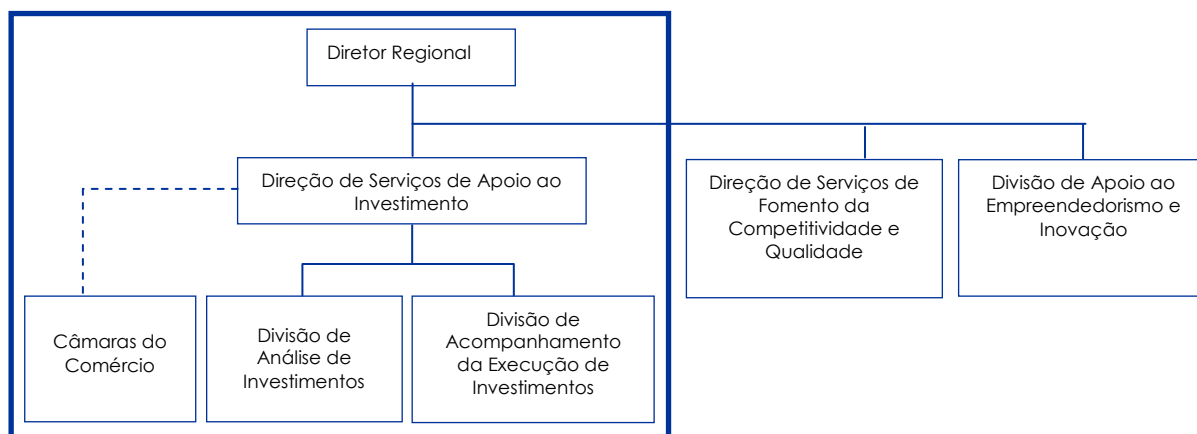 Diretor Regional
Direção de Serviços de Apoio ao
Investimento
Direção de Serviços de
Fomento da
Competitividade e
Qualidade
Divisão de Apoio ao
Empreendedorismo e
Inovação
Câmaras do
Comércio
Divisão de
Análise de
Investimentos
Divisão de
Acompanhamento
da Execução de
Investimentos